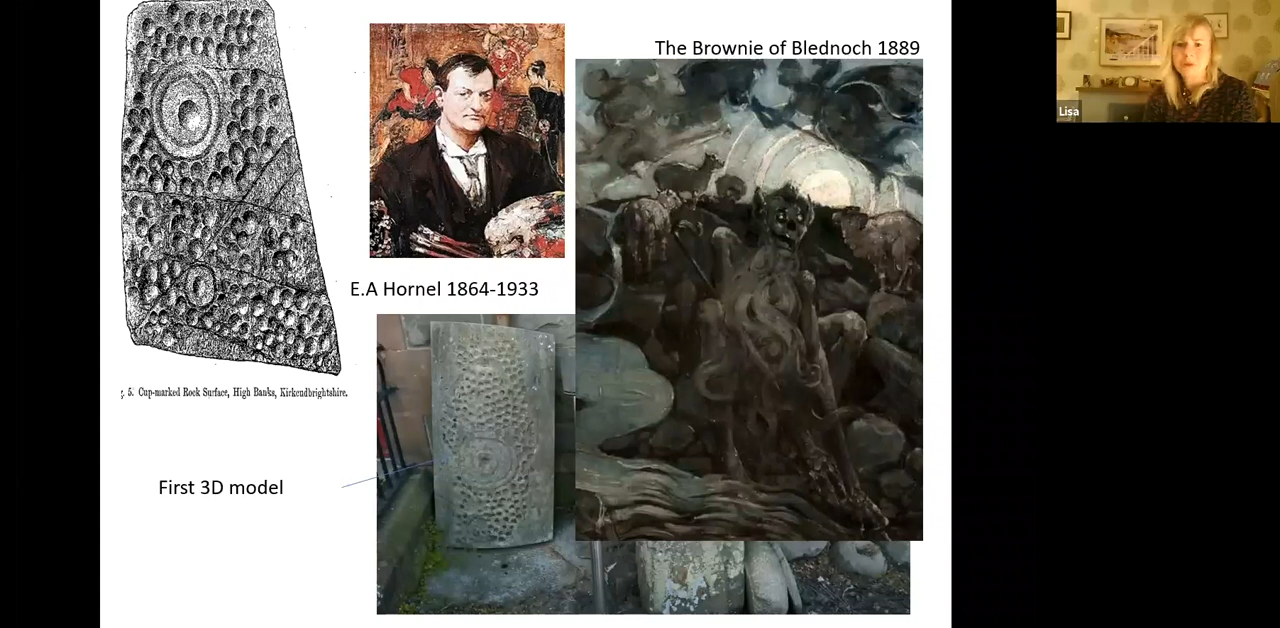 The Brownie of Blednoch 1889
Lisa
E.A Hornel 1864-1933
5. Cup-marked Rock Surface, High Banks, Kirkcudbrightshire.
First 3D model